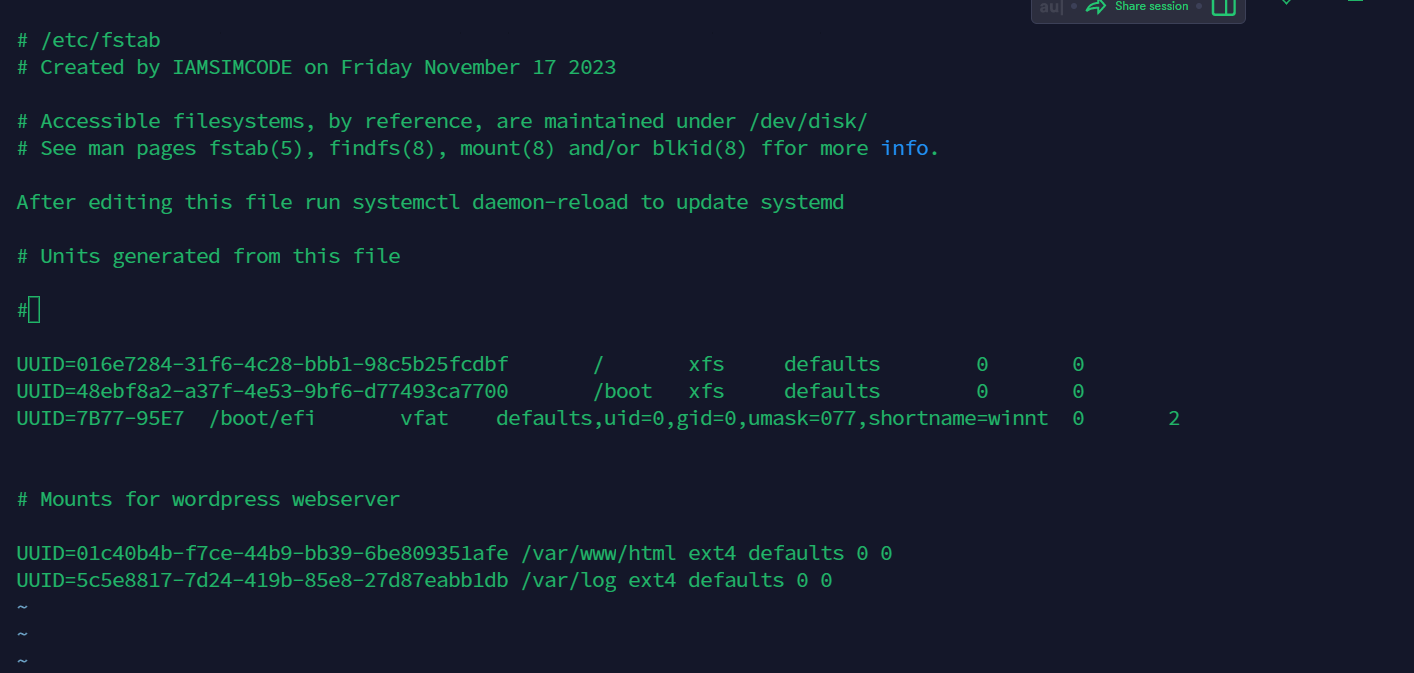 au|
Share session
# /etc/fstab
# Created by IAMSIMCODE on Friday November 17 2023
# Accessible filesystems, by reference, are maintained under /dev/disk/
# See man pages fstab(5), findfs(8), mount(8) and/or blkid(8) ffor more info.
After editing this file run systemctl daemon-reload to update systemd
# Units generated from this file
#
UUID=016e7284-31f6-4c28-bbb1-98c5b25fcdbf / xfs defaults 0 0
UUID=48ebf8a2-a37f-4e53-9bf6-d77493ca7700 /boot xfs defaults 0 0
UUID=7B77-95E7 /boot/efi vfat defaults,uid=0,gid=0,umask=077,shortname=winnt 0 2
# Mounts for wordpress webserver
UUID=01c40b4b-f7ce-44b9-bb39-6be809351afe /var/www/html ext4 defaults 0 0
UUID=5c5e8817-7d24-419b-85e8-27d87eabb1db /var/log ext4 defaults 0 0
~
~
~